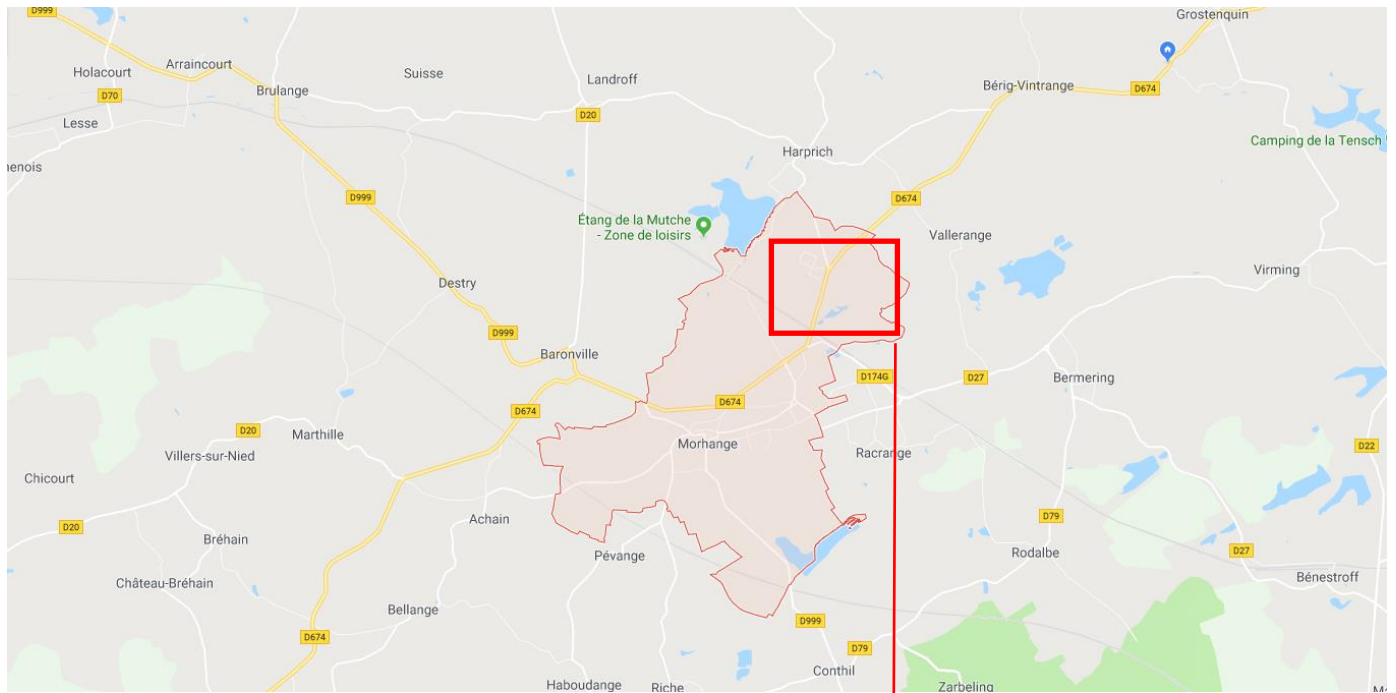 D999
Grostenquin
Arraincourt
Holacourt
Suisse
Landroff
Brulange
Bérig-Vintrange
D674
D70
D20
Lesse
Camping de la Tensch
Harprich
henois
D999
D674
Étang de la Mutche
- Zone de loisirs
Vallerange
Virming
Destry
D999
Baronville
D174G
D27
Bermering
D674
D674
D20
Marthille
Morhange
Villers-sur-Nied
Racrange
D22
Chicourt
Achain
D79
D20
Bréhain
Pévange
Rodalbe
D27
Château-Bréhain
Bénestroff
Bellange
D999
D674
D79
Conthil
Haboudange
Riche
Zarbeling